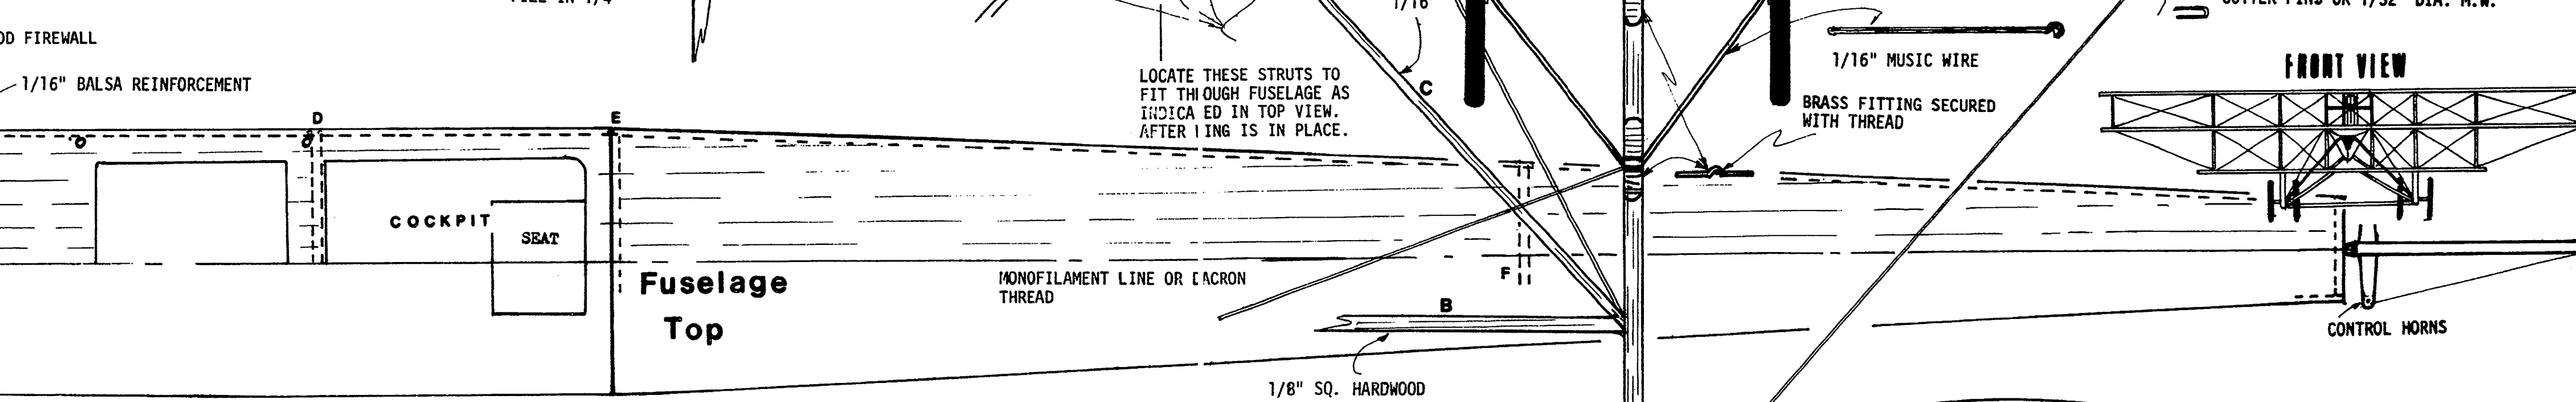 OD FIREWALL
1/16" BALSA REINFORCEMENT
D
E
COCKPIT
SEAT
Fuselage
Top
LOCATE THESE STRUTS TO
FIT TH OUGH FUSELAGE AS
INDICA ED IN TOP VIEW.
AFTER ING IS IN PLACE.
MONOFILAMENT LINE OR DACRON
THREAD
1/16
C
F
B
1/8" SQ. HARDWOOD
1/16" MUSIC WIRE
BRASS FITTING SECURED
WITH THREAD
FRONT VIEW
CONTROL HORNS